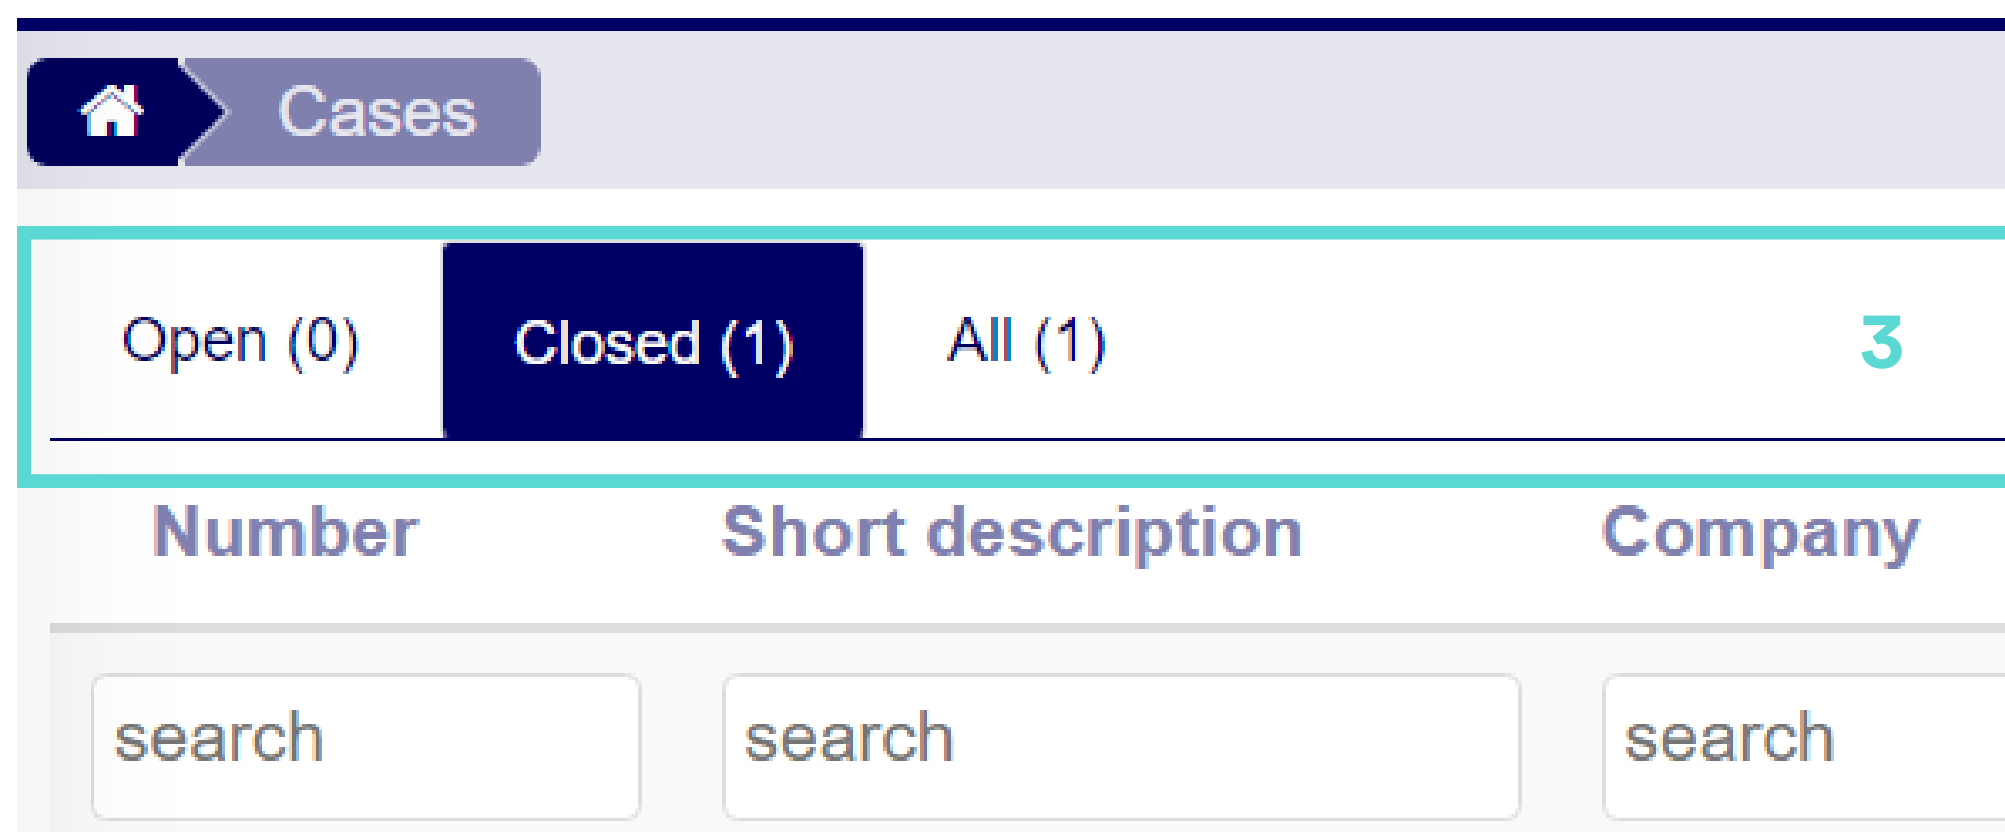 Cases
Open (0) Closed (1) All (1) 3
Number Short description Company
search search search